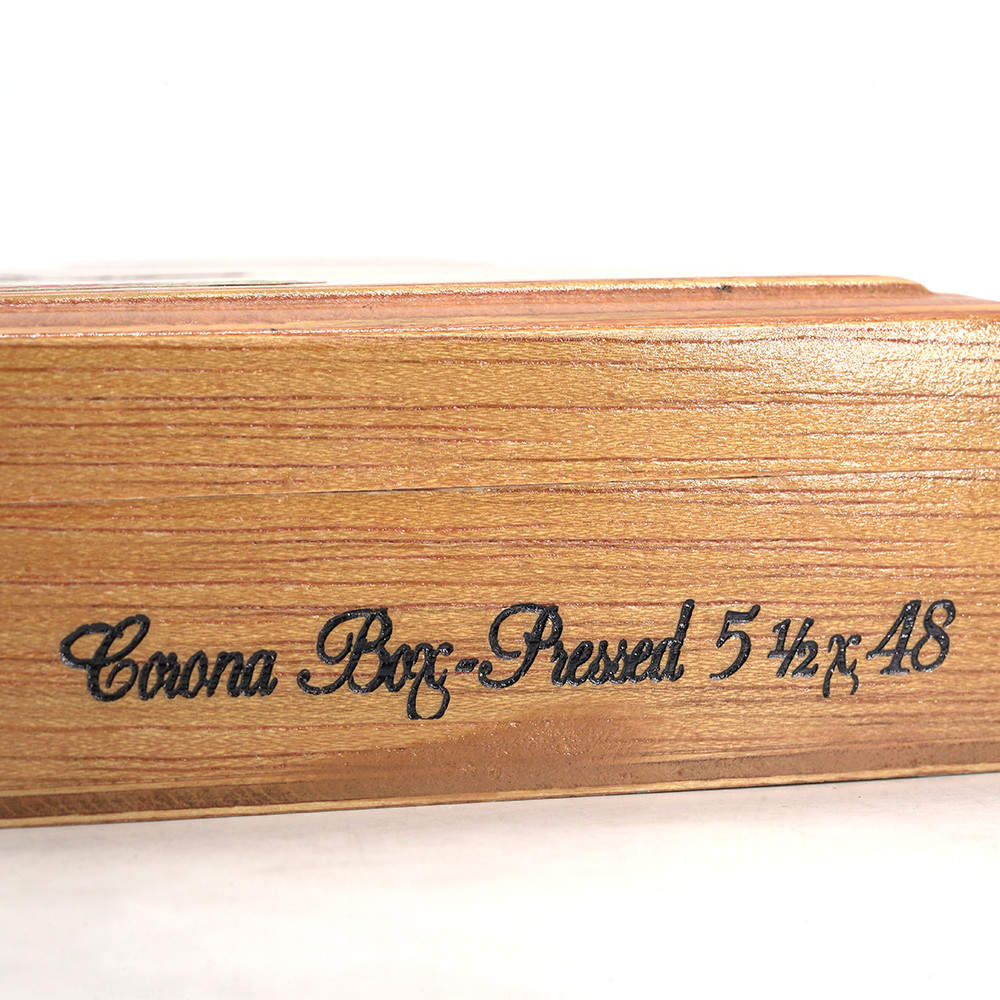 Corona Box-Pressed 5 ½ x 48